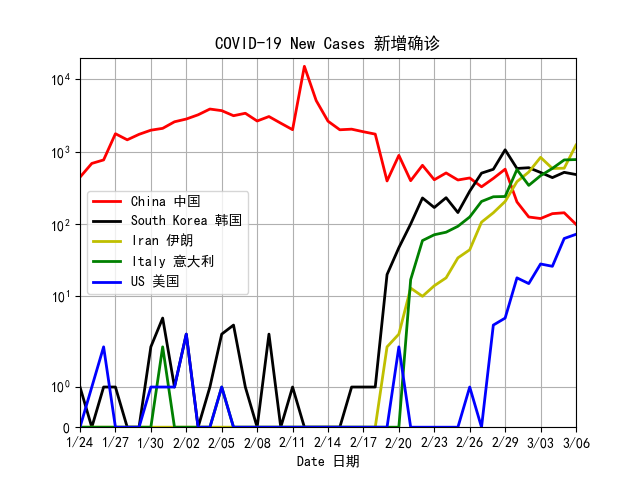 COVID-19 New Cases 新增确诊
10⁴
10³
10²
10¹
10⁰
0
China 中国
South Korea 韩国
Iran 伊朗
Italy 意大利
US 美国
1/24 1/27 1/30 2/02 2/05 2/08 2/11 2/14 2/17 2/20 2/23 2/26 2/29 3/03 3/06
Date 日期